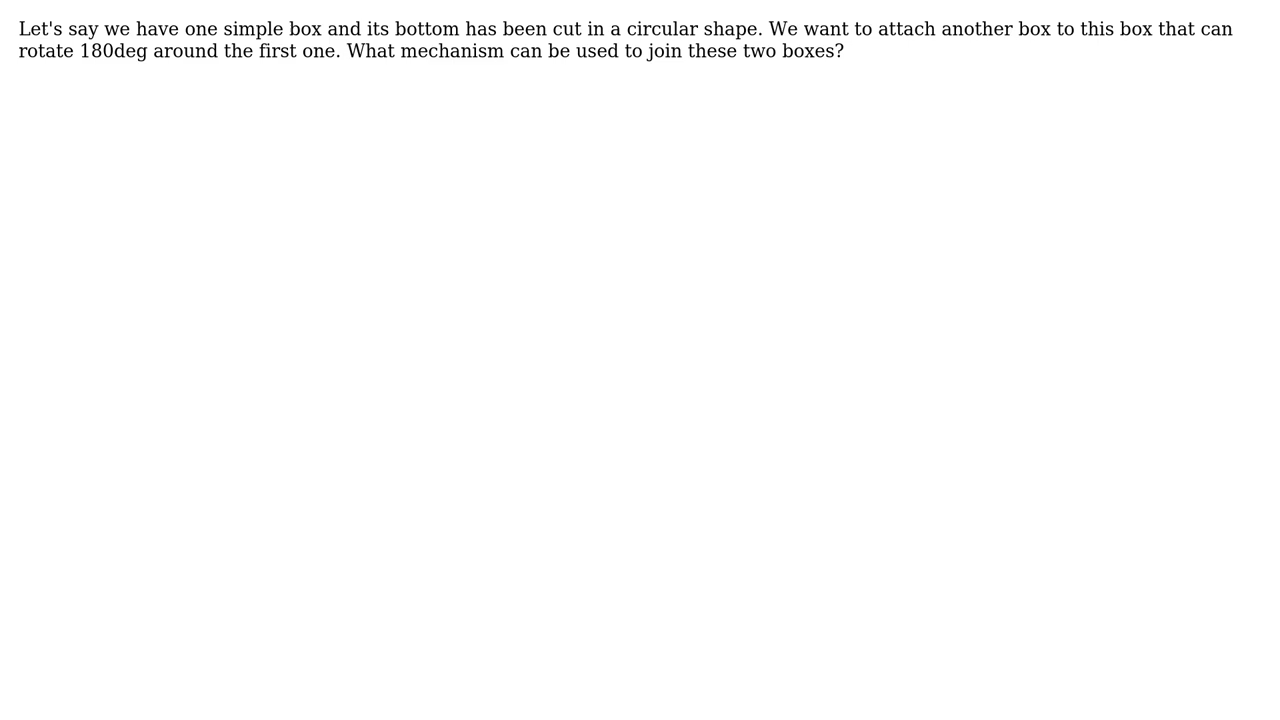 Let's say we have one simple box and its bottom has been cut in a circular shape. We want to attach another box to this box that can
rotate 180deg around the first one. What mechanism can be used to join these two boxes?